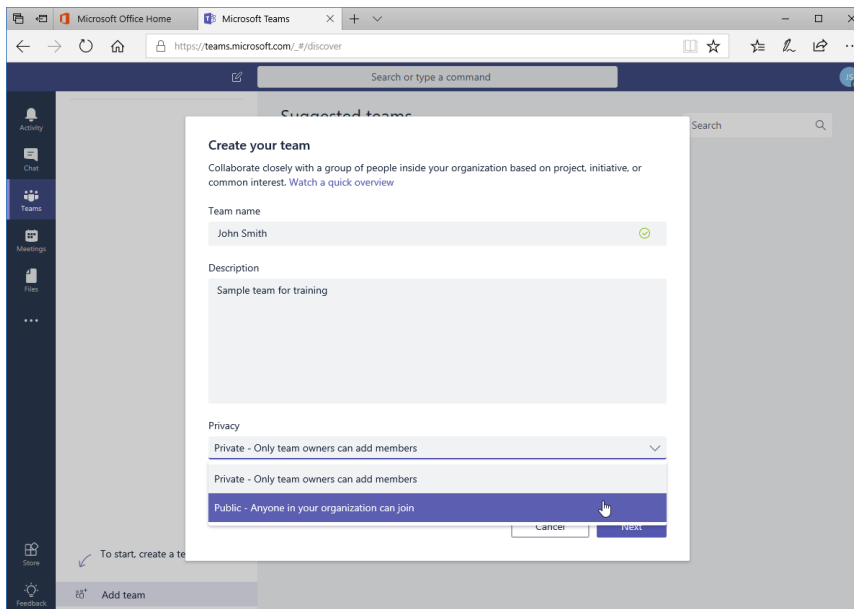 Microsoft Office Home
Microsoft Teams
https://teams.microsoft.com/_#/discover
Search or type a command
JS
Activity
Chat
Teams
Meetings
Files
Store
Feedback
Suggested teams
Search
Create your team
Collaborate closely with a group of people inside your organization based on project, initiative, or
common interest. Watch a quick overview
Team name
John Smith
Description
Sample team for training
Privacy
Private - Only team owners can add members
Private - Only team owners can add members
Public - Anyone in your organization can join
Cancel
Next
To start, create a te
Add team